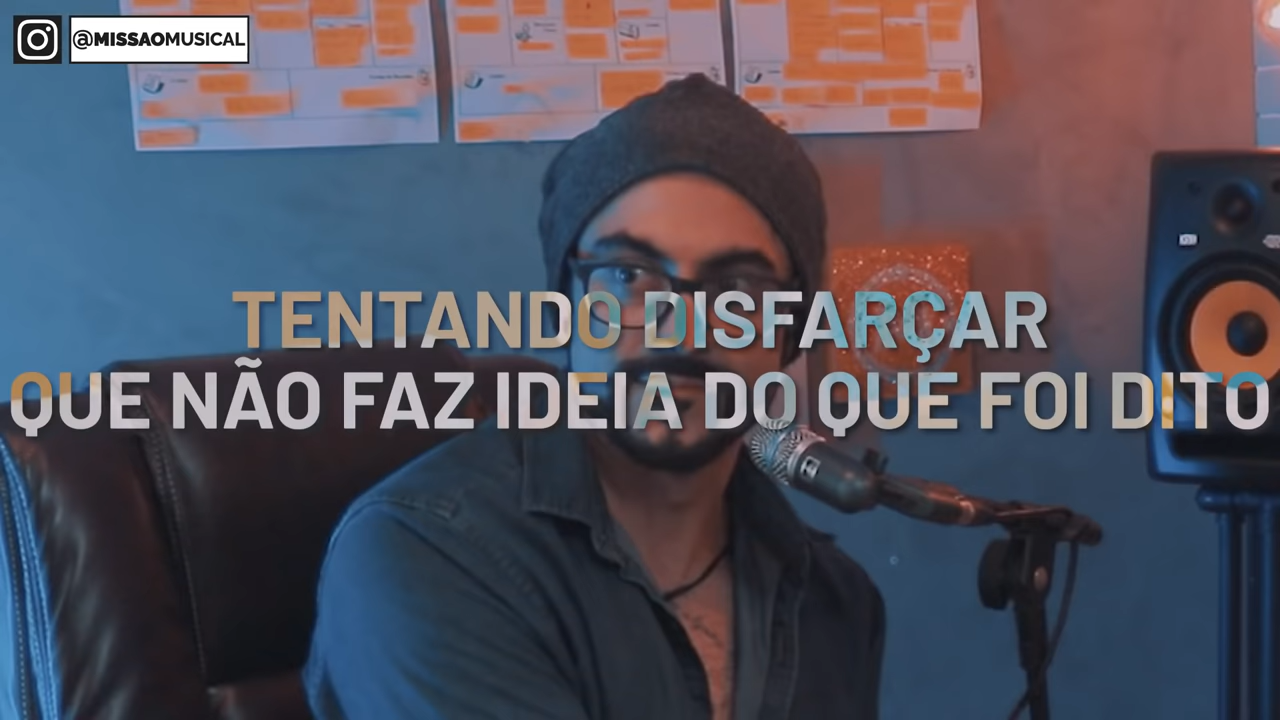 @MISSAOMUSICAL
TENTANDO DISFARÇAR
QUE NÃO FAZ IDEIA DO QUE FOI DITO